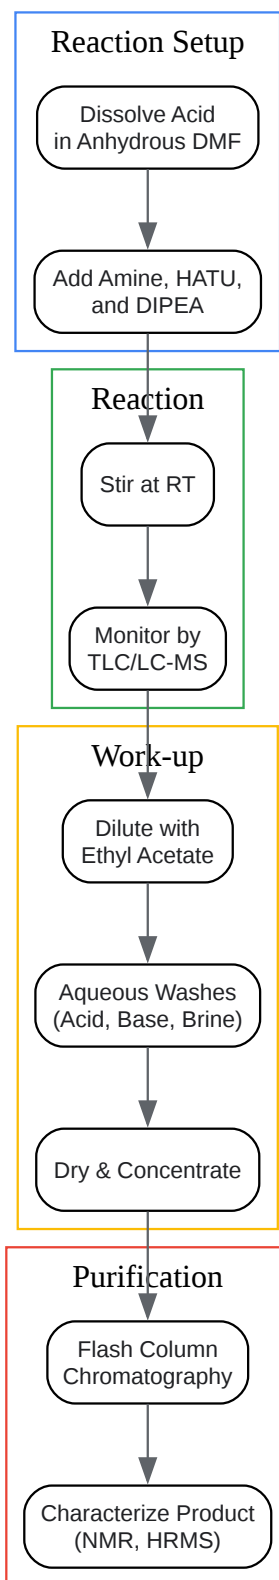 Reaction Setup
Dissolve Acid
in Anhydrous DMF
Add Amine, HATU,
and DIPEA
Reaction
Stir at RT
Monitor by
TLC/LC-MS
Work-up
Dilute with
Ethyl Acetate
Aqueous Washes
(Acid, Base, Brine)
Dry & Concentrate
Purification
Flash Column
Chromatography
Characterize Product
(NMR, HRMS)